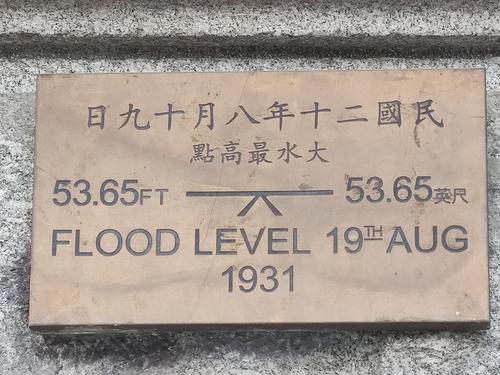 民國二十年八月十九日
大水最高點
53.65FT 53.65英尺
FLOOD LEVEL 19TH AUG
1931